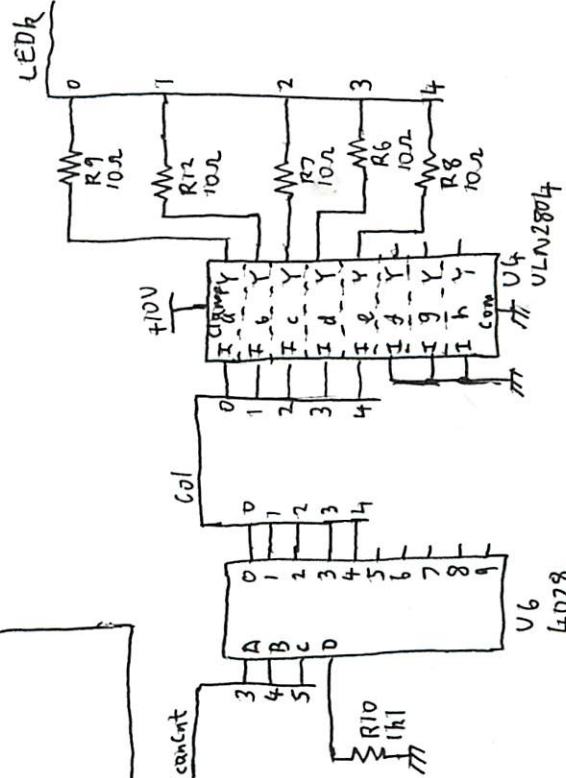 LEDk
0
R9
10Ω
1
R12
10Ω
2
R7
10Ω
3
R6
10Ω
4
R8
10Ω
+10V
Clamp
I a Y
I b Y
I c Y
I d Y
I e Y
I f Y
I g Y
I h Y
Com
U4
ULN2804
0
1
2
3
4
Col
0
1
2
3
4
0
1
2
3
4
5
6
7
8
9
A
B
C
D
3
4
5
U6
4028
R10
1k1